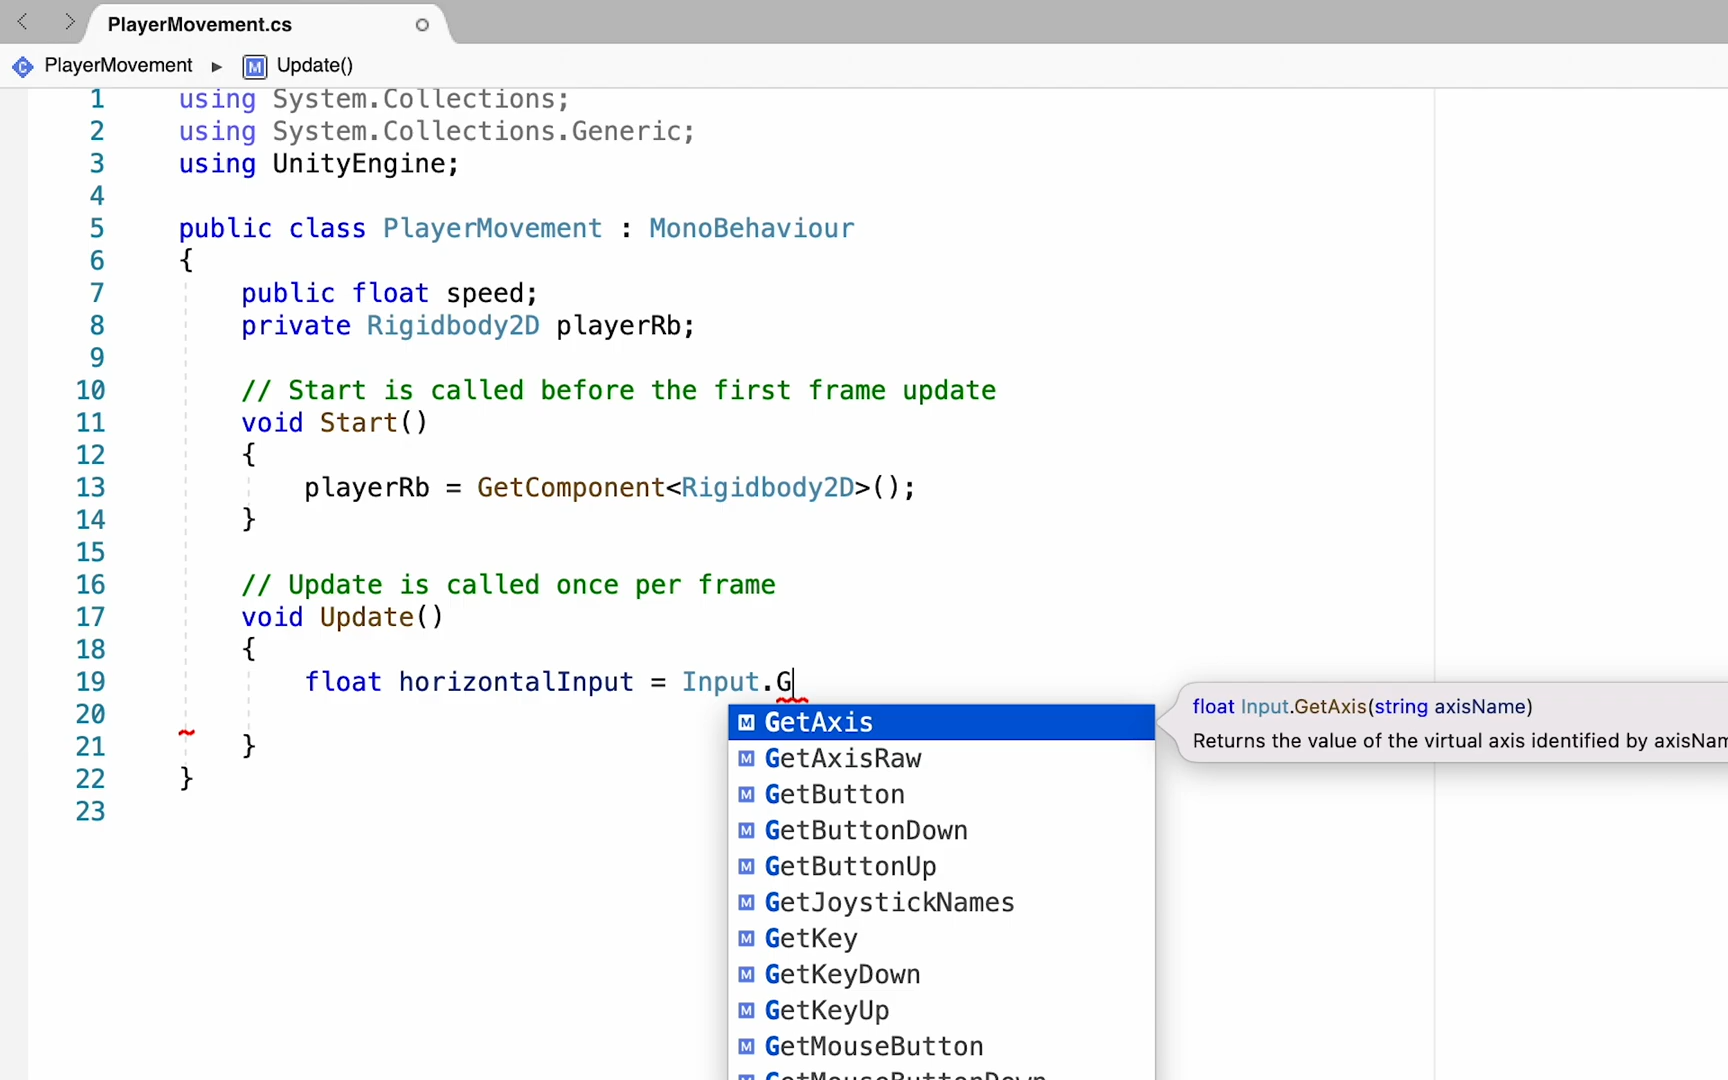 PlayerMovement.cs
PlayerMovement ▸ M Update()
1 using System.Collections;
2 using System.Collections.Generic;
3 using UnityEngine;
4
5 public class PlayerMovement : MonoBehaviour
6 {
7 public float speed;
8 private Rigidbody2D playerRb;
9
10 // Start is called before the first frame update
11 void Start()
12 {
13 playerRb = GetComponent<Rigidbody2D>();
14 }
15
16 // Update is called once per frame
17 void Update()
18 {
19 float horizontalInput = Input.G
20
21 }
22 }
23
M GetAxis
M GetAxisRaw
M GetButton
M GetButtonDown
M GetButtonUp
M GetJoystickNames
M GetKey
M GetKeyDown
M GetKeyUp
M GetMouseButton
GetMouseButtonDown
float Input.GetAxis(string axisName)
Returns the value of the virtual axis identified by axisNam